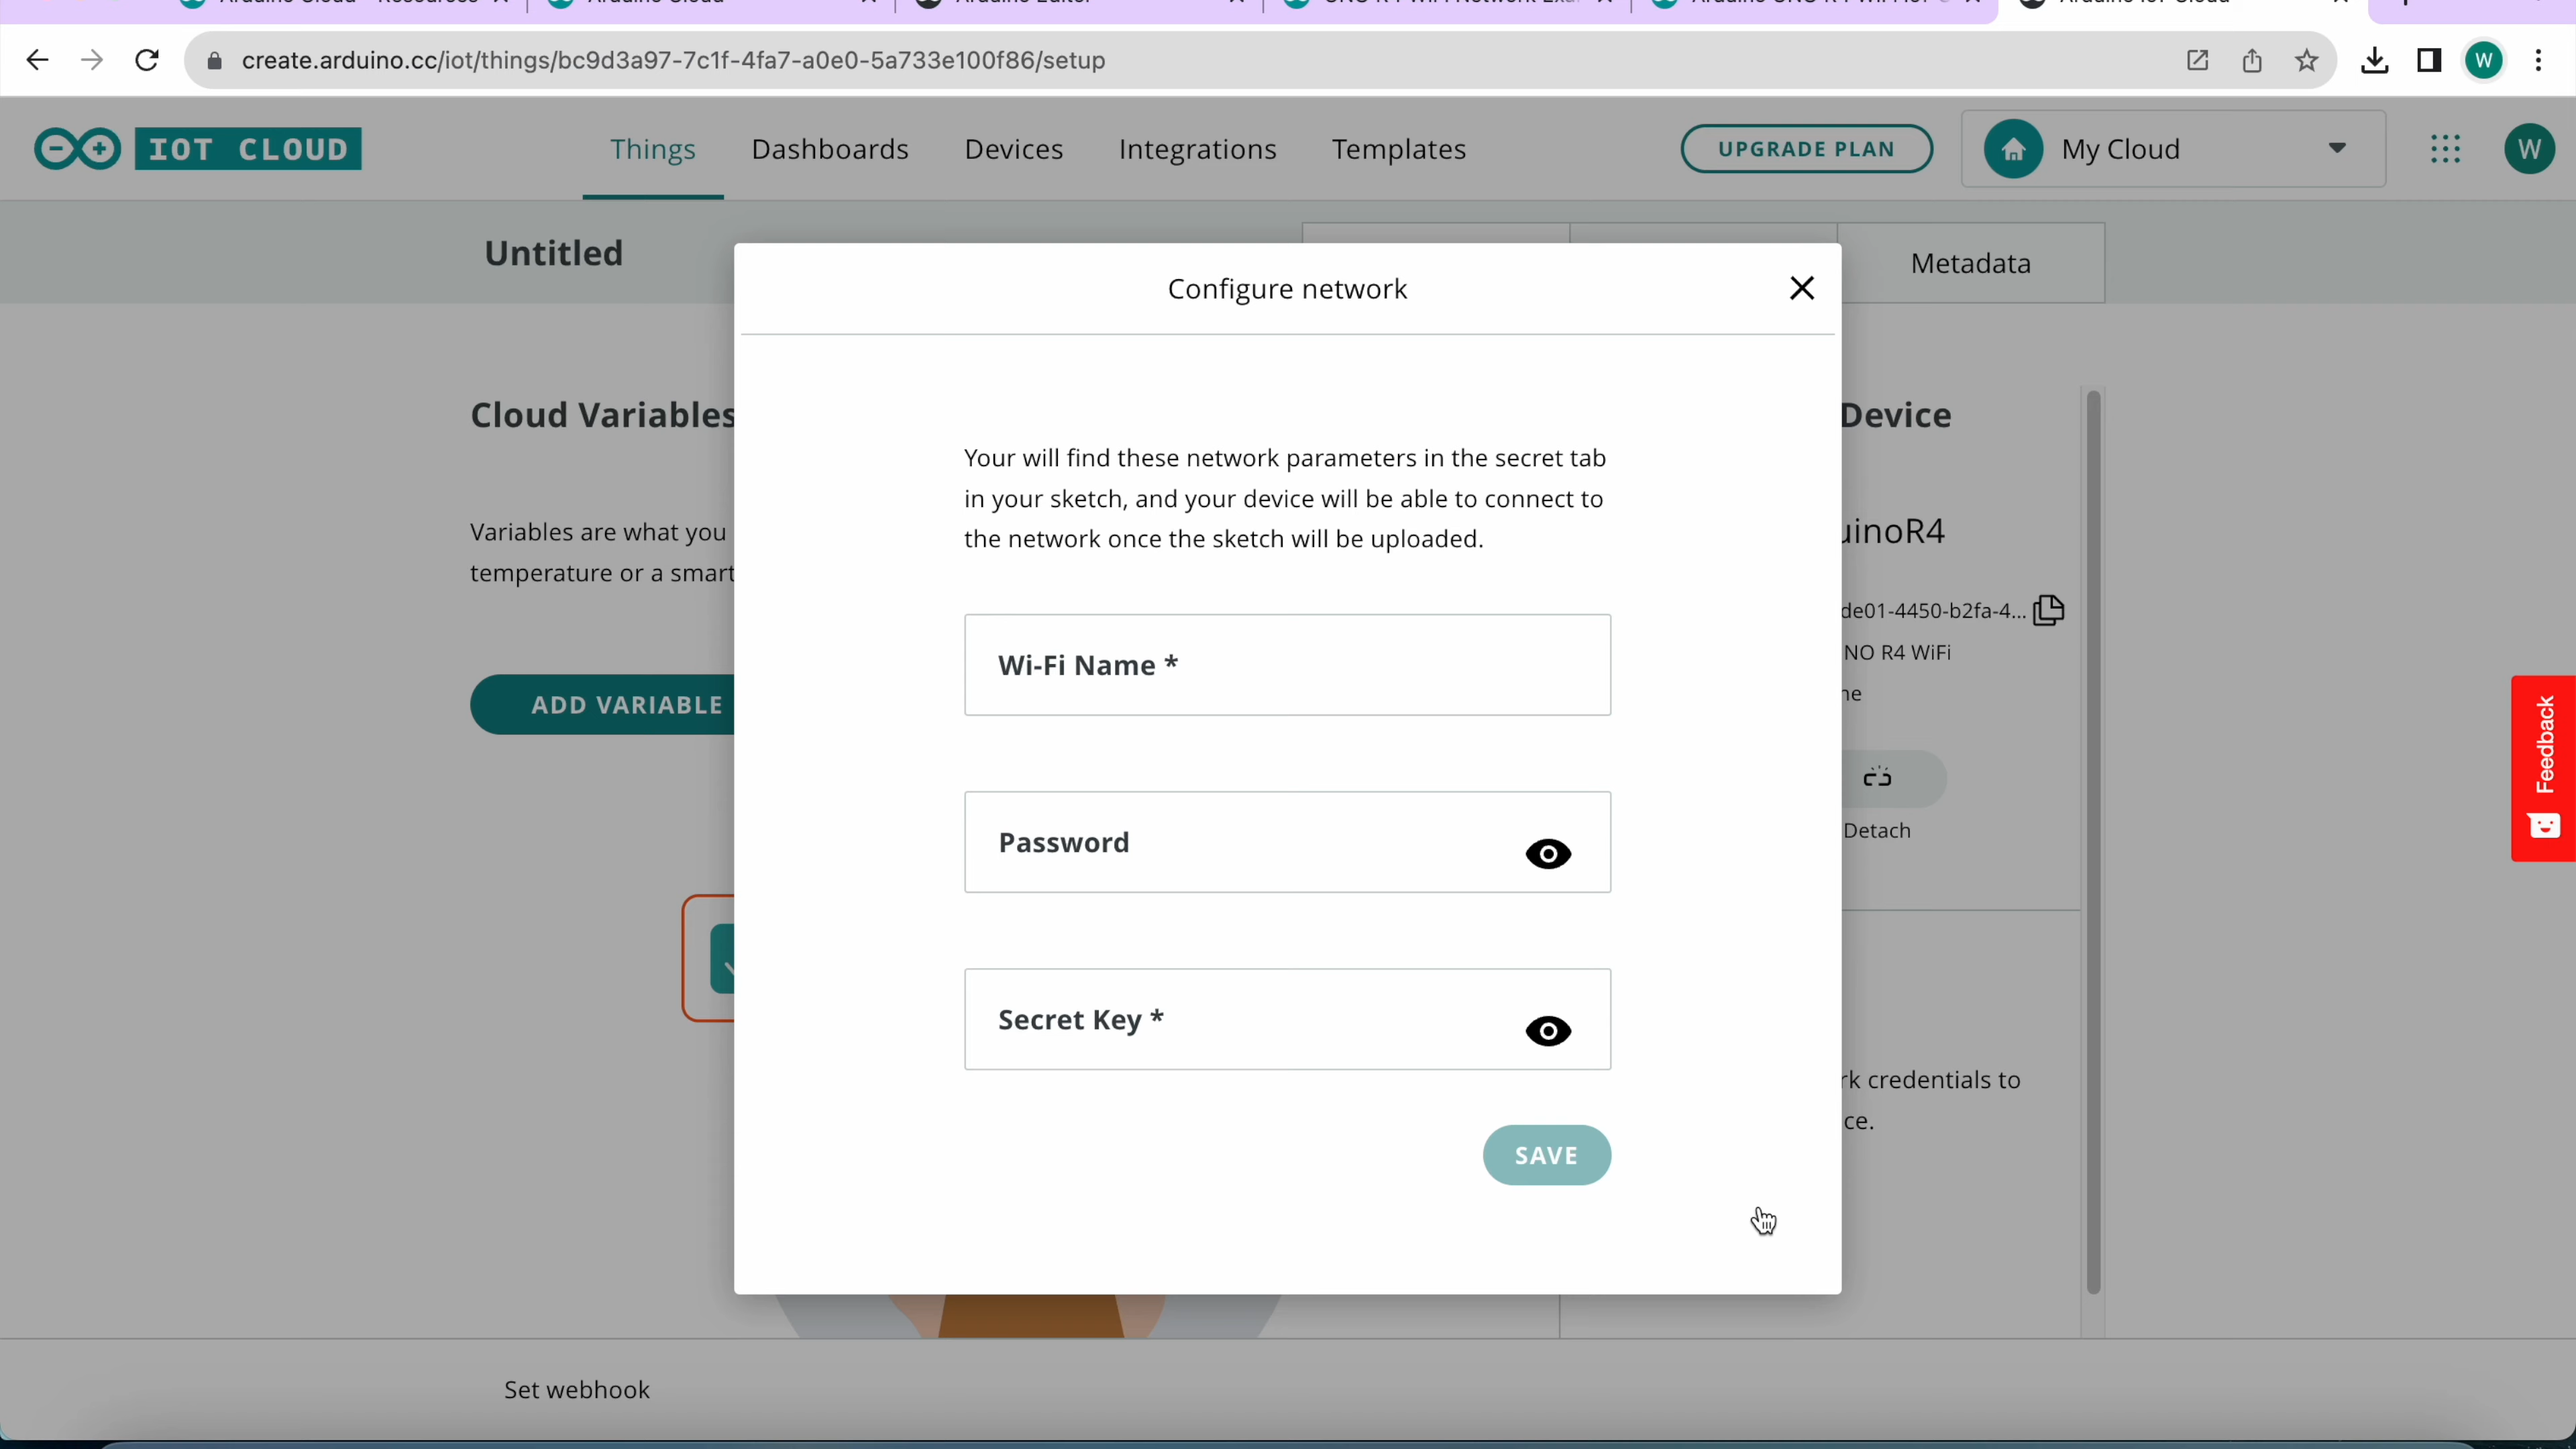 create.arduino.cc/iot/things/bc9d3a97-7c1f-4fa7-a0e0-5a733e100f86/setup
W
IOT CLOUD
Things
Dashboards
Devices
Integrations
Templates
UPGRADE PLAN
My Cloud
W
Untitled
Metadata
Configure network
Cloud Variables
Device
Your will find these network parameters in the secret tab
in your sketch, and your device will be able to connect to
the network once the sketch will be uploaded.
Variables are what you
temperature or a smart
uinoR4
de01-4450-b2fa-4...
NO R4 WiFi
Wi-Fi Name *
ADD VARIABLE
Detach
Password
Feedback
Secret Key *
credentials to
SAVE
ce.
Set webhook